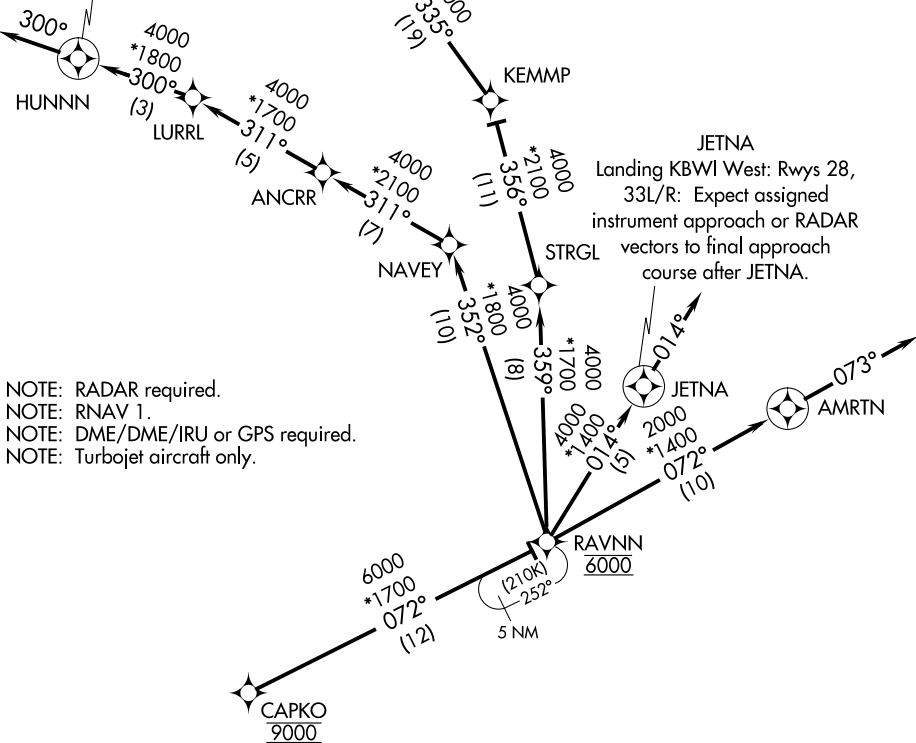 300°
HUNNN
4000
*1800
300°
(3)
LURRL
4000
*1700
311°
(5)
ANCRR
4000
*2100
311°
(7)
NAVEY
335°
(19)
KEMMP
4000
*2100
356°
(11)
STRGL
JETNA
Landing KBWI West: Rwys 28,
33L/R: Expect assigned
instrument approach or RADAR
vectors to final approach
course after JETNA.
4000
*1800
352°
(10)
4000
*1700
359°
(8)
014°
JETNA
4000
*1400
014°
(5)
073°
AMRTN
2000
*1400
072°
(10)
NOTE: RADAR required.
NOTE: RNAV 1.
NOTE: DME/DME/IRU or GPS required.
NOTE: Turbojet aircraft only.
RAVNN
6000
(210K)
252°
5 NM
6000
*1700
072°
(12)
CAPKO
9000